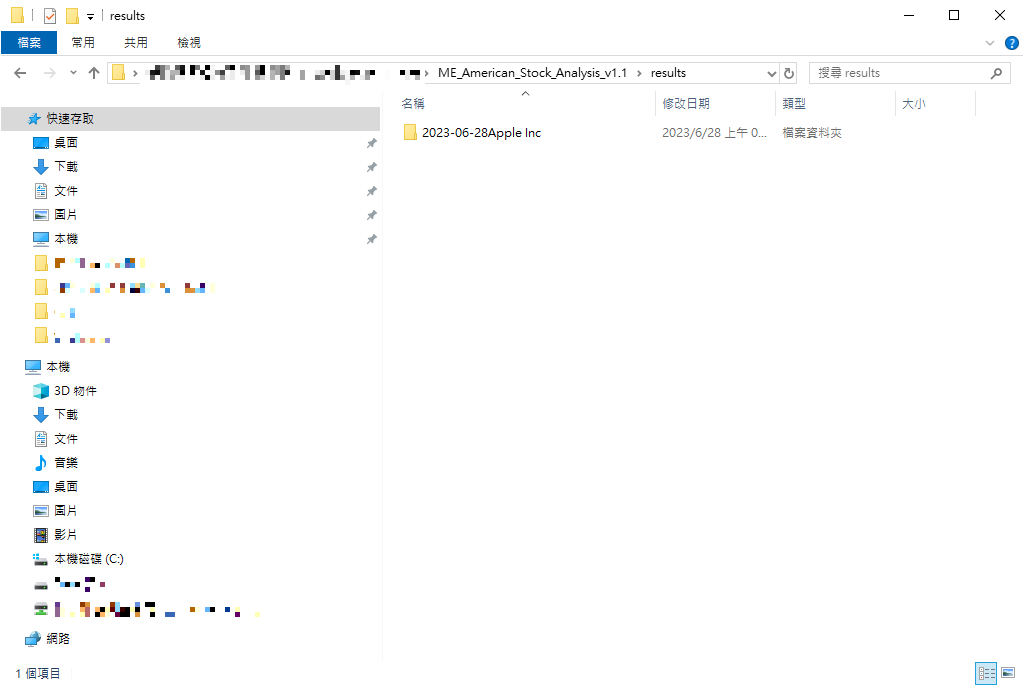 results
檔案 常用 共用 檢視
ME_American_Stock_Analysis_v1.1 results 搜尋 results
名稱 修改日期 類型 大小
快速存取
2023-06-28Apple Inc 2023/6/28 上午 0... 檔案資料夾
桌面
下載
文件
圖片
本機
本機
3D 物件
下載
文件
音樂
桌面
圖片
影片
本機磁碟 (C:)
網路
1 個項目